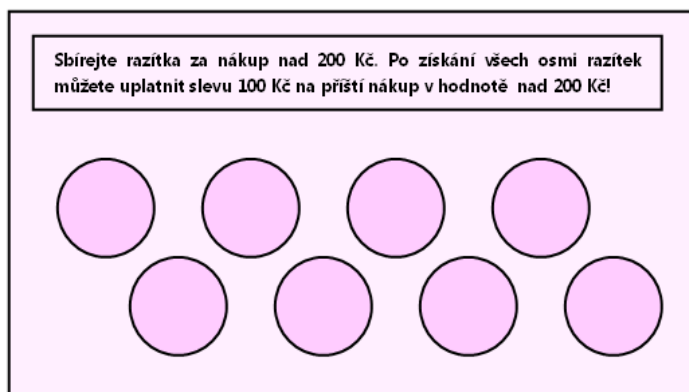 Sbírejte razítka za nákup nad 200 Kč. Po získání všech osmi razítek
můžete uplatnit slevu 100 Kč na příští nákup v hodnotě nad 200 Kč!